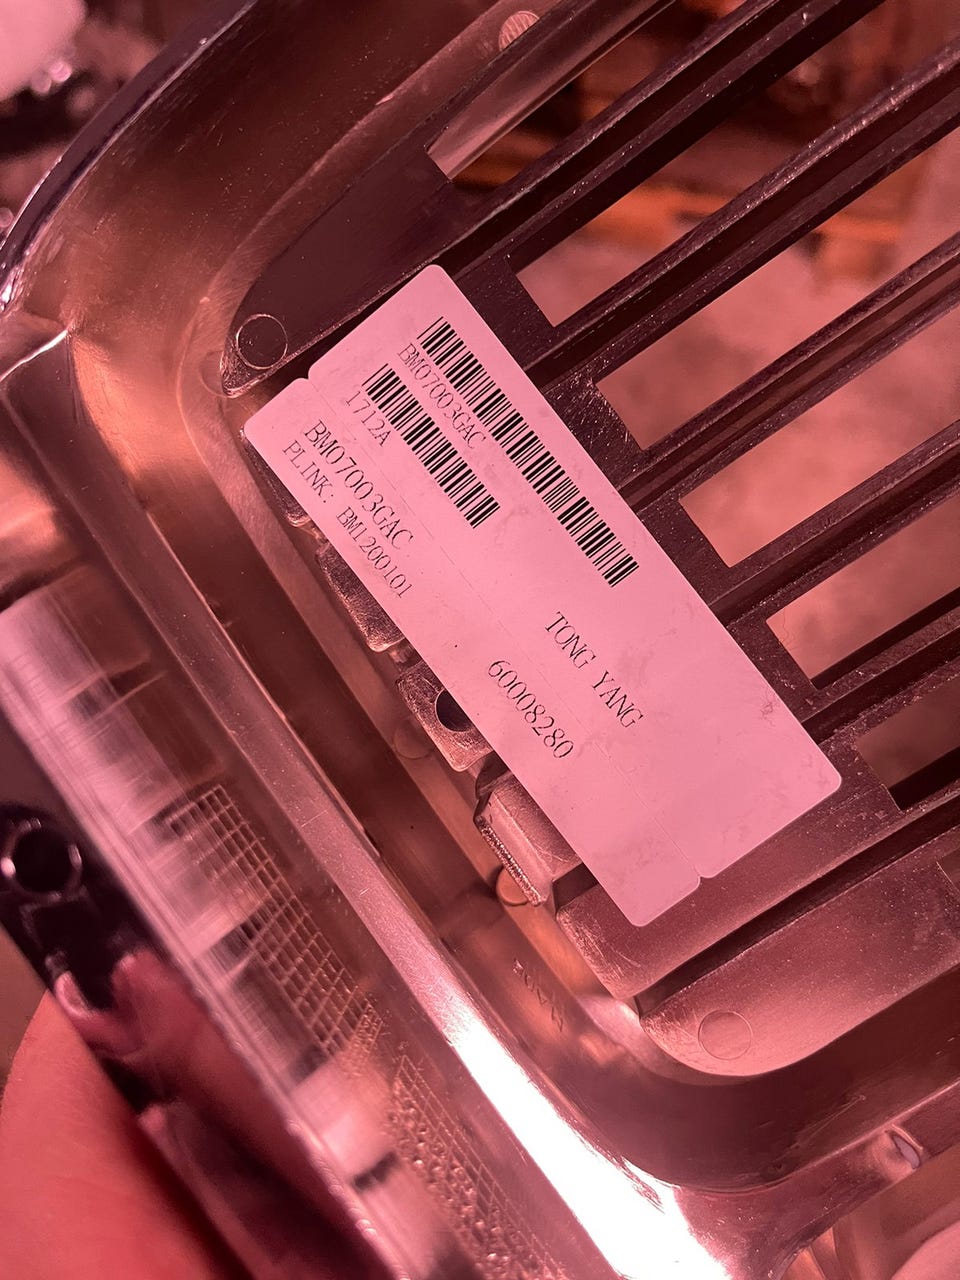 BM07003GAC
1712A
BM07003GAC
PLINK: BM1200101
TONG YANG
60008280